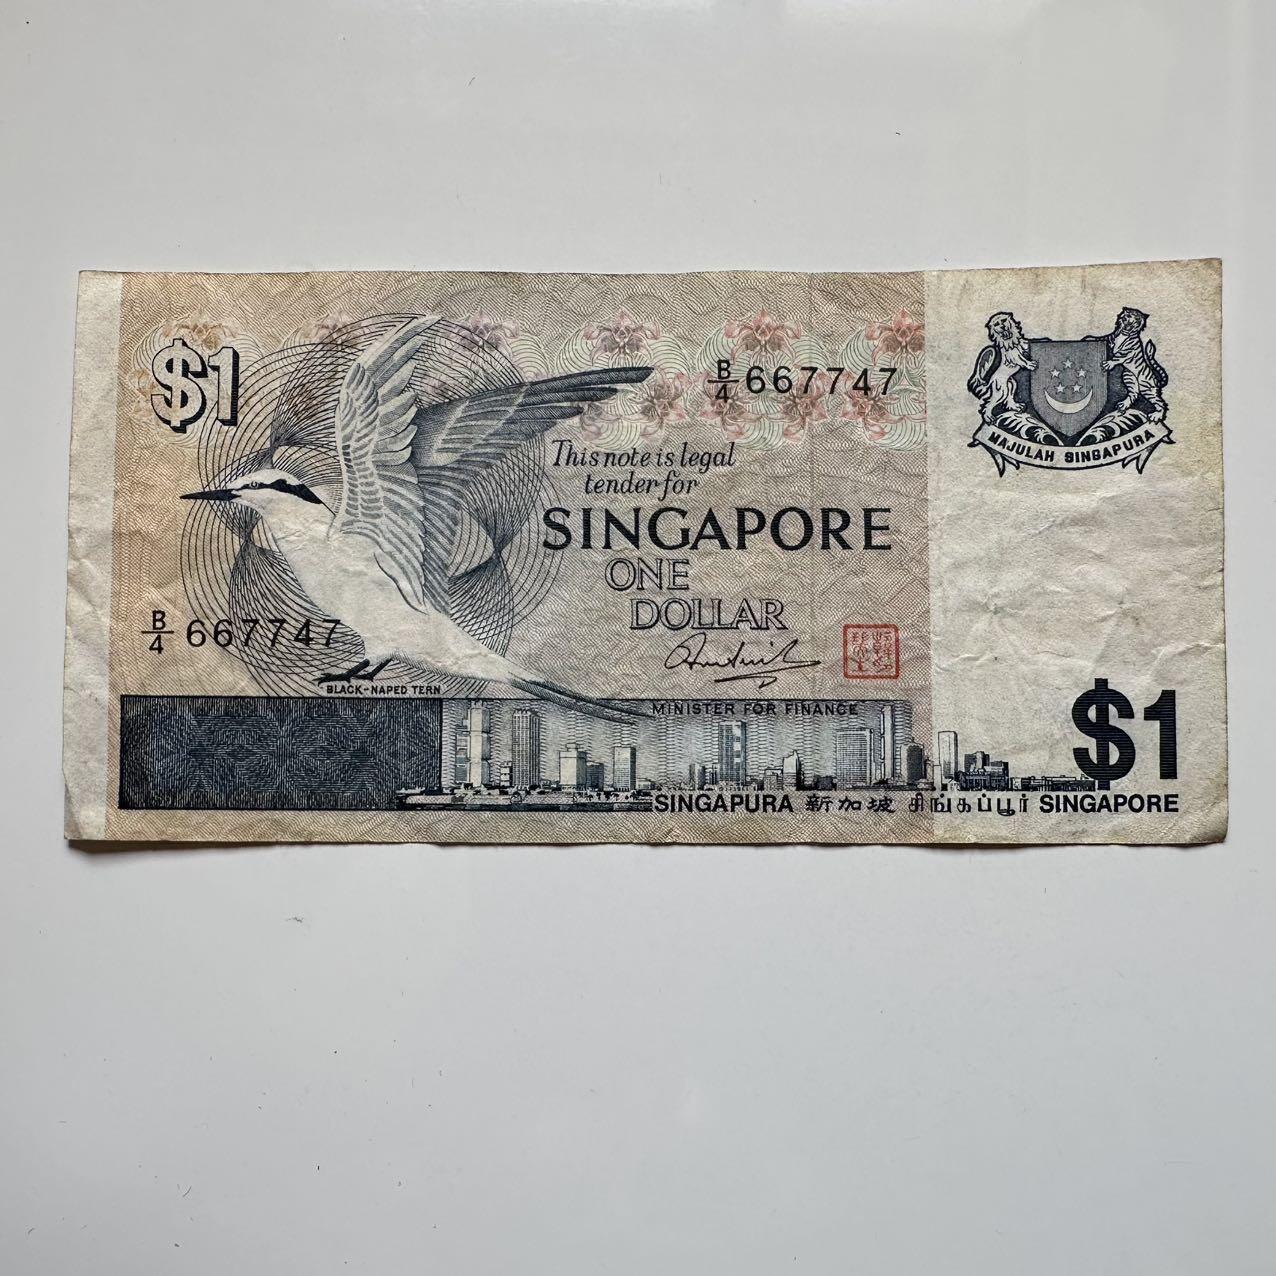 $1
B/4 667747
MAJULAH SINGAPURA
This note is legal
tender for
SINGAPORE
ONE
DOLLAR
B/4 667747
BLACK-NAPED TERN
MINISTER FOR FINANCE
$1
SINGAPURA 新加坡 சிங்கப்பூர் SINGAPORE